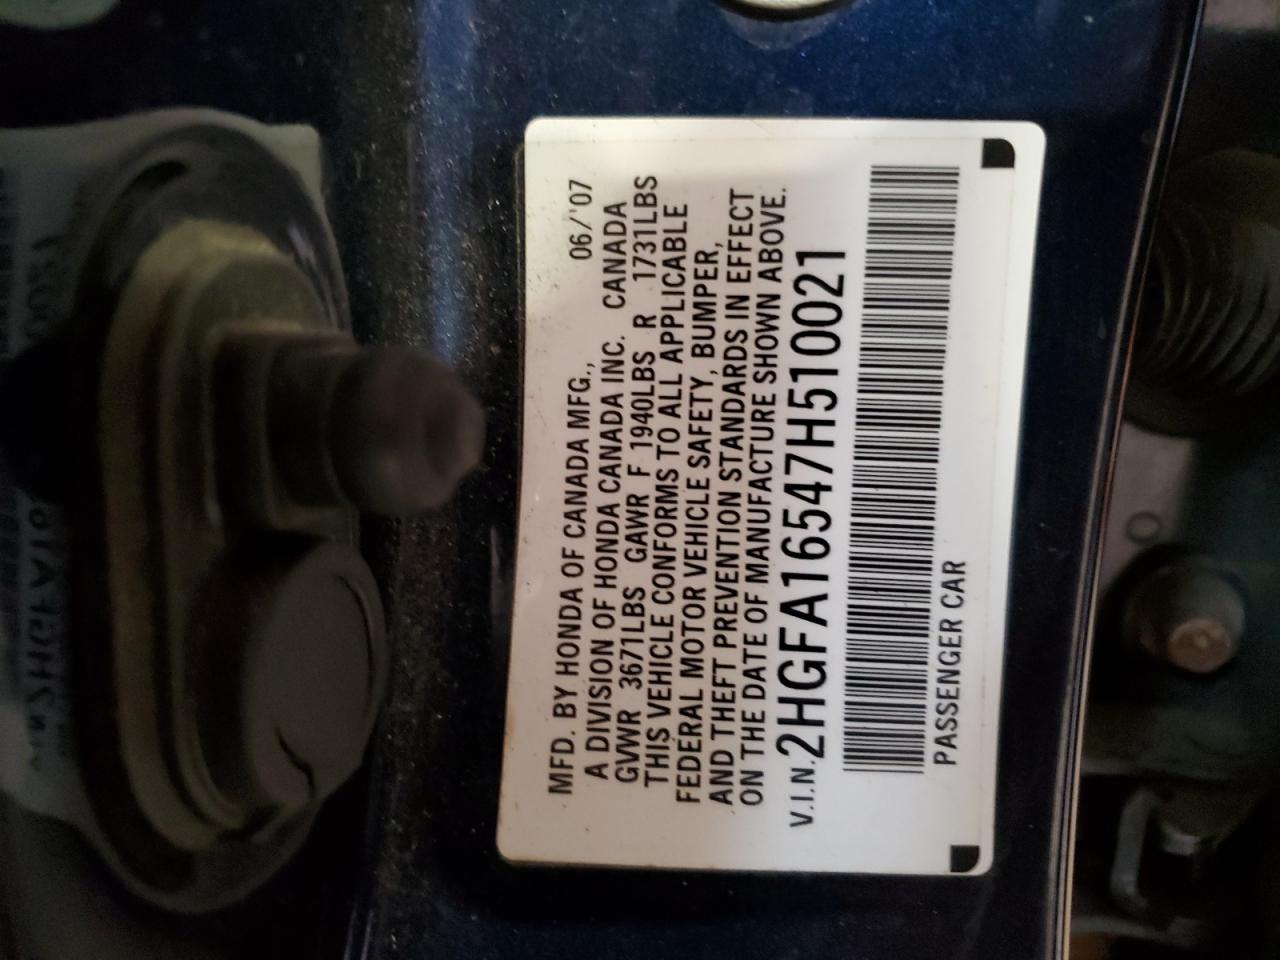 MFD. BY HONDA OF CANADA MFG., 06/'07
A DIVISION OF HONDA CANADA INC. CANADA
GVWR 3671LBS GAWR F 1940LBS R 1731LBS
THIS VEHICLE CONFORMS TO ALL APPLICABLE
FEDERAL MOTOR VEHICLE SAFETY, BUMPER,
AND THEFT PREVENTION STANDARDS IN EFFECT
ON THE DATE OF MANUFACTURE SHOWN ABOVE.
V.I.N. 2HGFA16547H510021
PASSENGER CAR